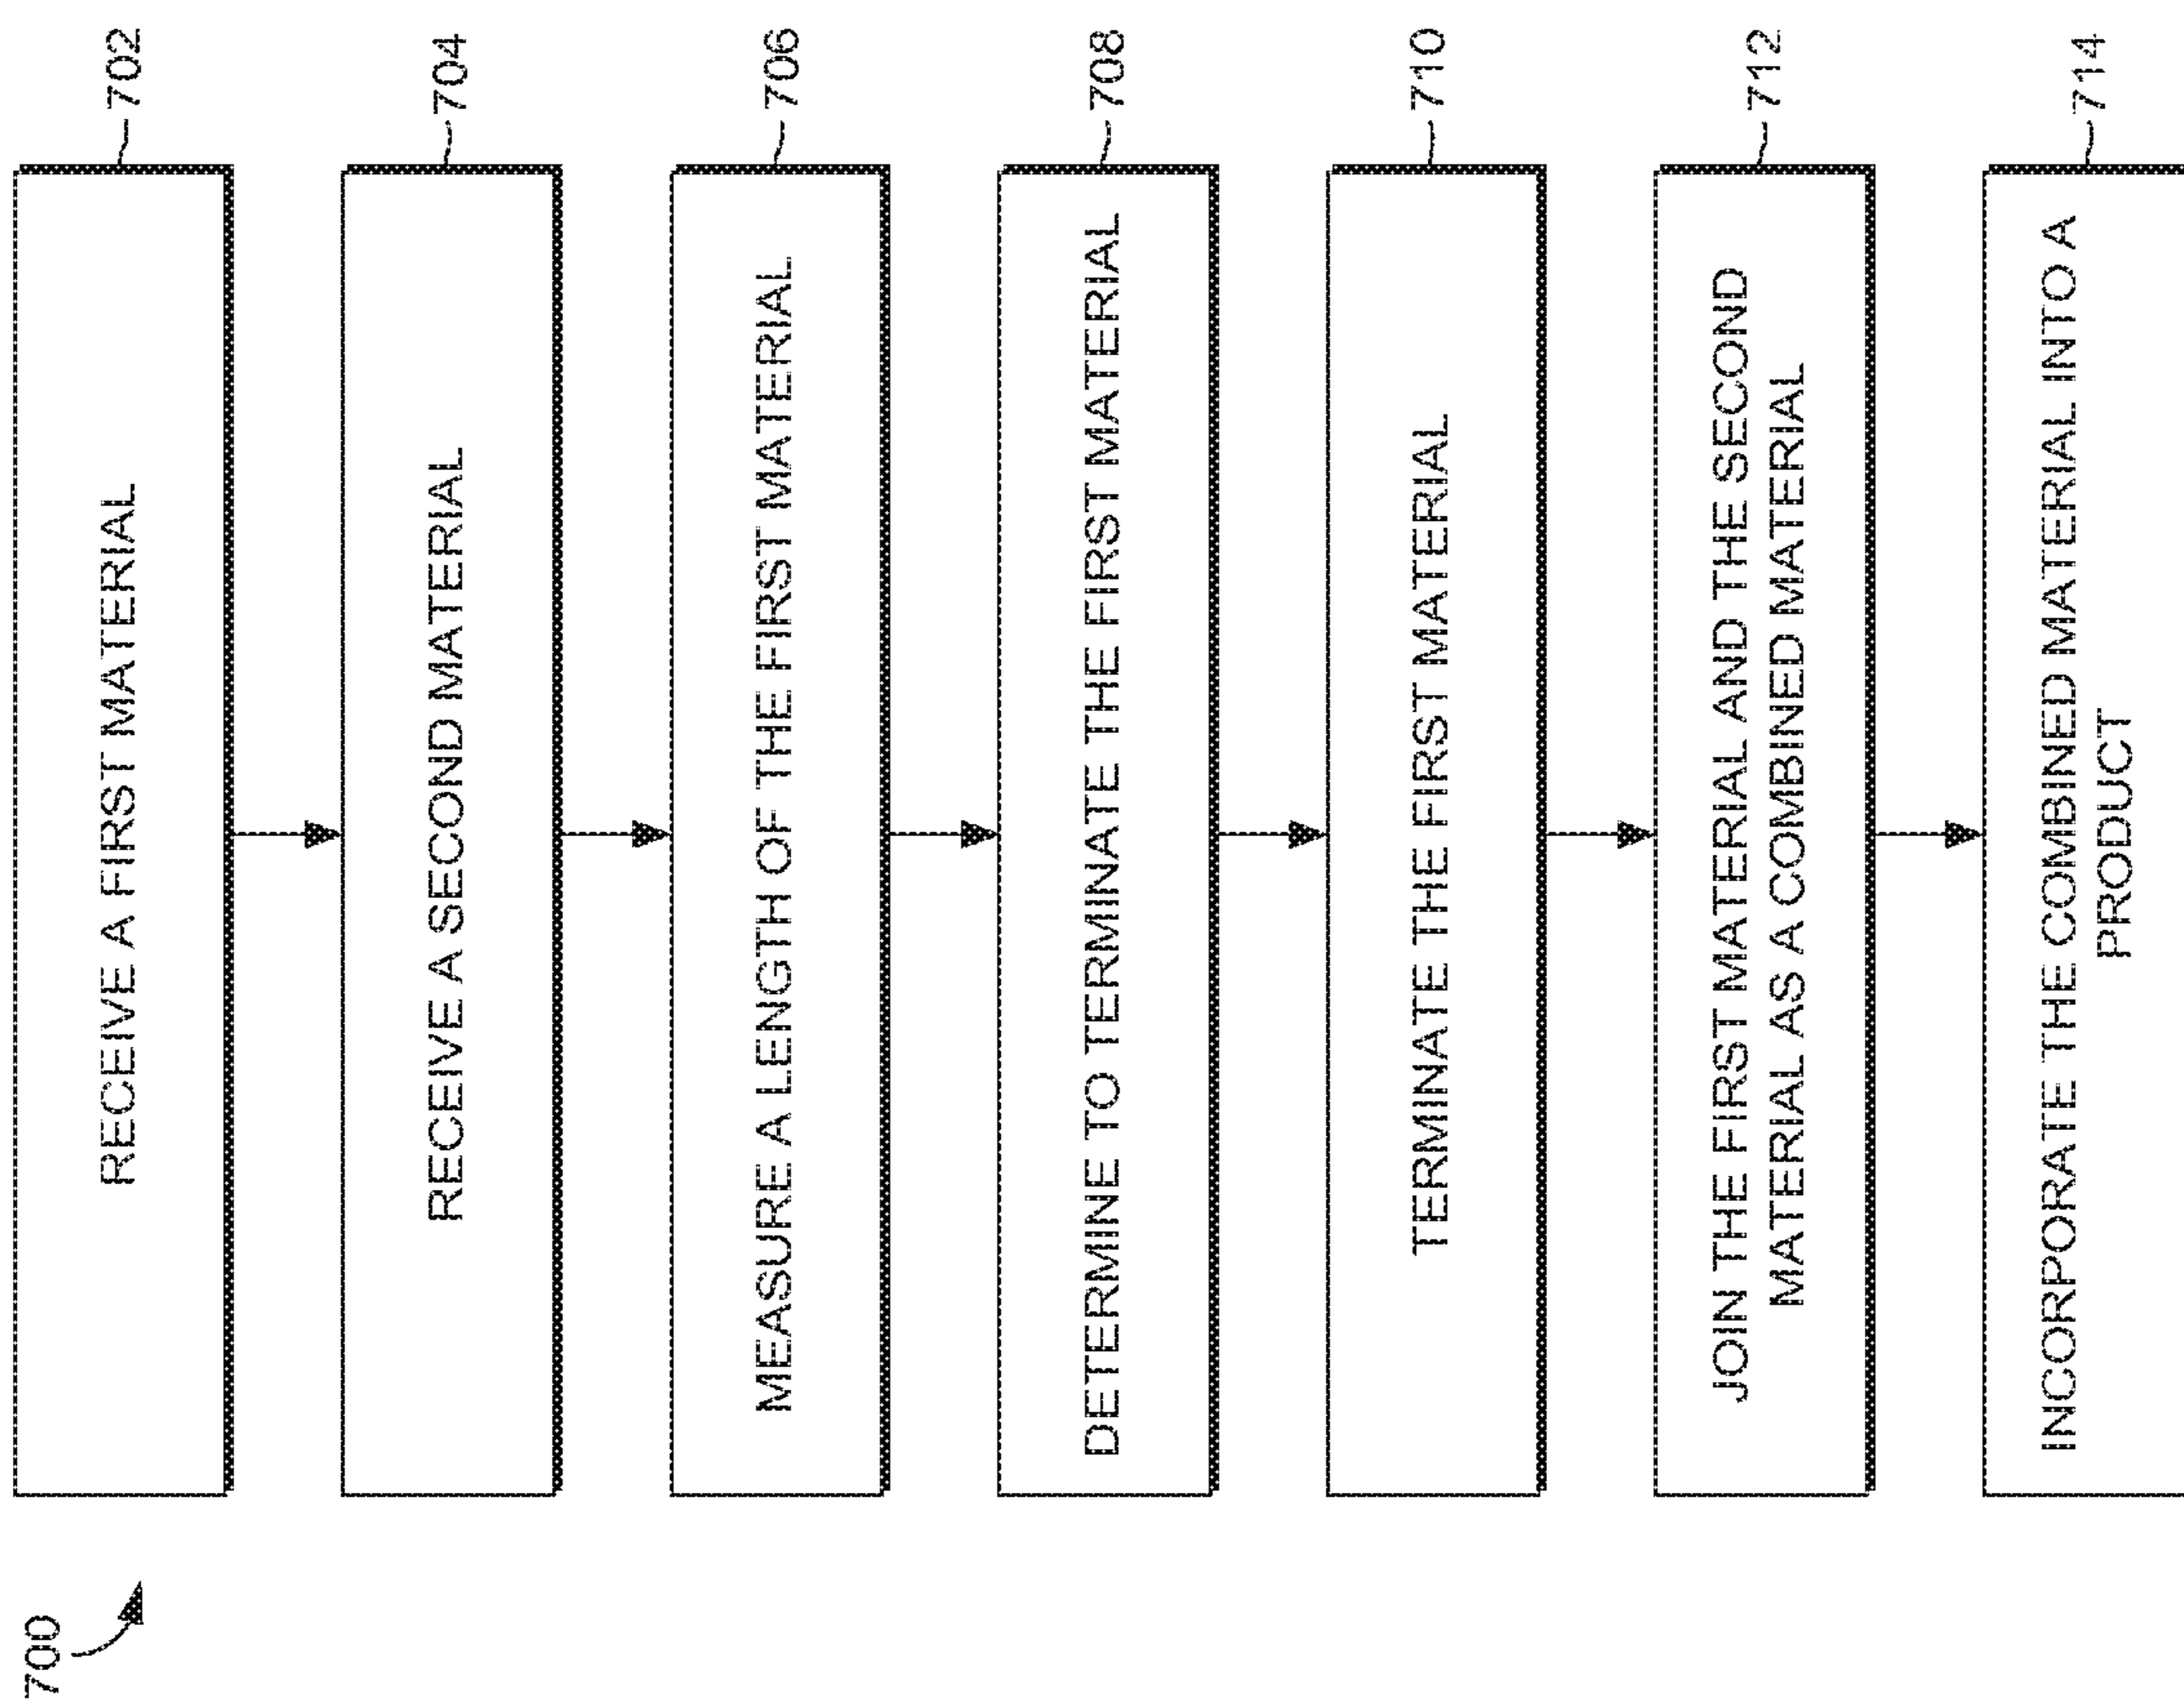 700
RECEIVE A FIRST MATERIAL
702
RECEIVE A SECOND MATERIAL
704
MEASURE A LENGTH OF THE FIRST MATERIAL
706
DETERMINE TO TERMINATE THE FIRST MATERIAL
708
TERMINATE THE FIRST MATERIAL
710
JOIN THE FIRST MATERIAL AND THE SECOND
MATERIAL AS A COMBINED MATERIAL
712
INCORPORATE THE COMBINED MATERIAL INTO A
PRODUCT
714